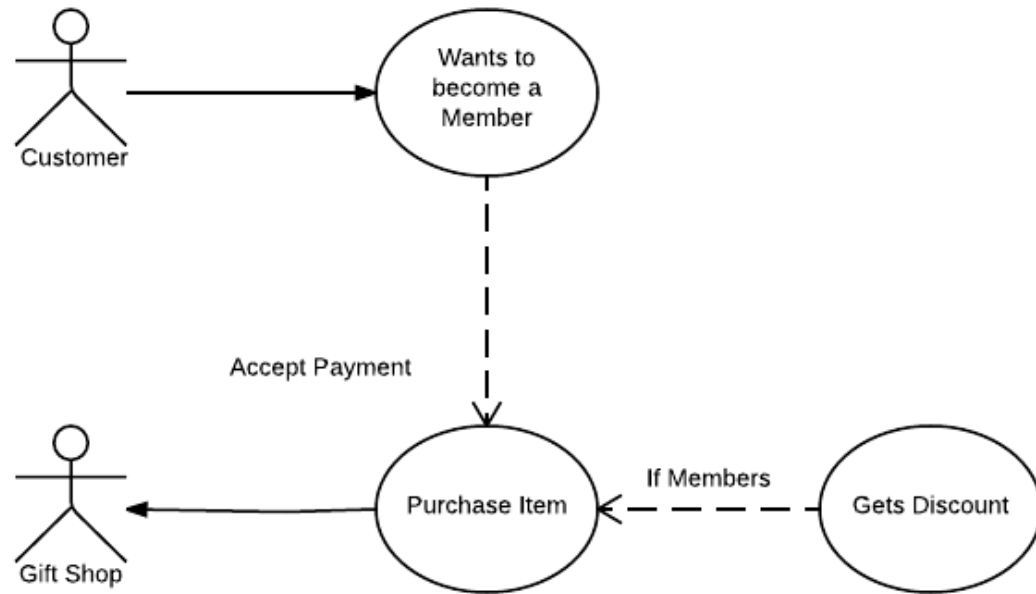 Wants to
become a
Member
Customer
Accept Payment
If Members
Purchase Item
Gets Discount
Gift Shop